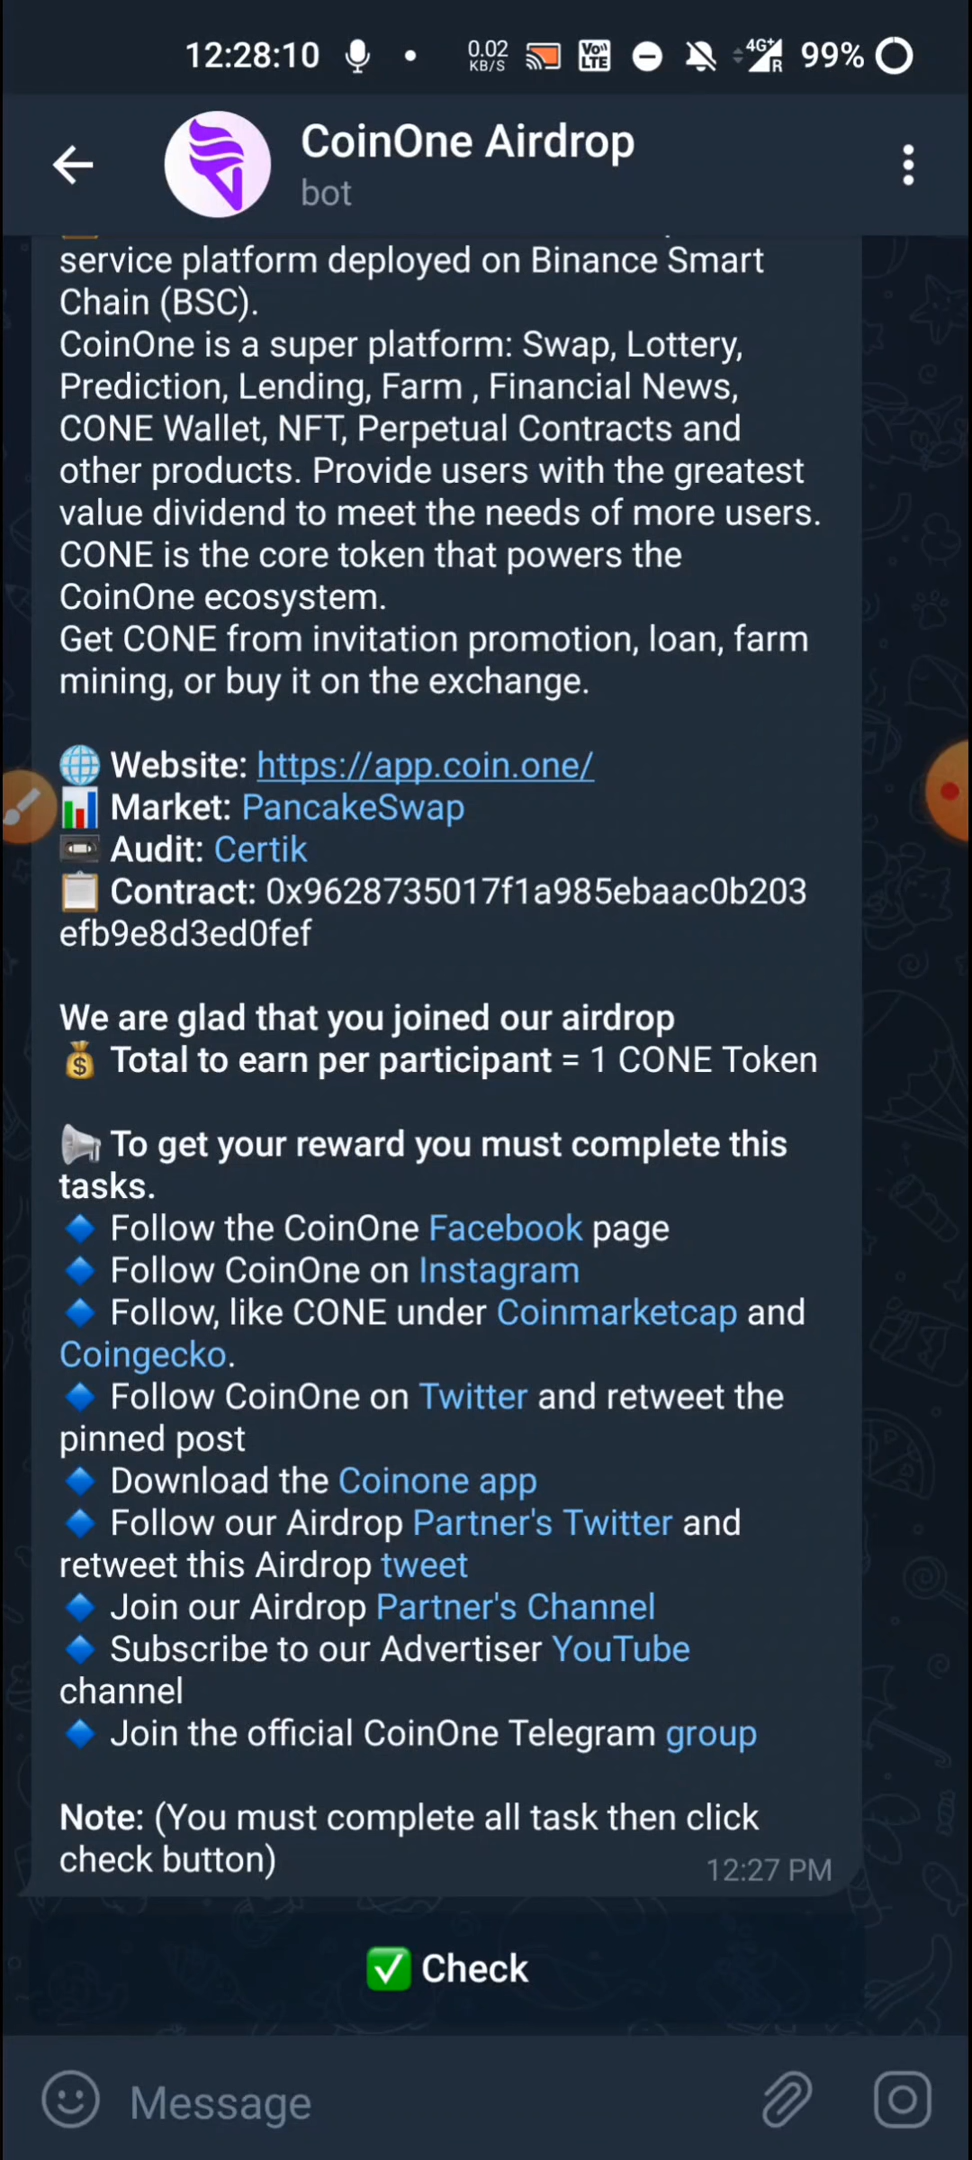 12:28:10
0.02
KB/S
Vo))
LTE
4G+
R
99%
CoinOne Airdrop
bot
service platform deployed on Binance Smart
Chain (BSC).
CoinOne is a super platform: Swap, Lottery,
Prediction, Lending, Farm , Financial News,
CONE Wallet, NFT, Perpetual Contracts and
other products. Provide users with the greatest
value dividend to meet the needs of more users.
CONE is the core token that powers the
CoinOne ecosystem.
Get CONE from invitation promotion, loan, farm
mining, or buy it on the exchange.
Website: https://app.coin.one/
Market: PancakeSwap
Audit: Certik
Contract: 0x9628735017f1a985ebaac0b203
efb9e8d3ed0fef
We are glad that you joined our airdrop
Total to earn per participant = 1 CONE Token
To get your reward you must complete this
tasks.
Follow the CoinOne Facebook page
Follow CoinOne on Instagram
Follow, like CONE under Coinmarketcap and
Coingecko.
Follow CoinOne on Twitter and retweet the
pinned post
Download the Coinone app
Follow our Airdrop Partner's Twitter and
retweet this Airdrop tweet
Join our Airdrop Partner's Channel
Subscribe to our Advertiser YouTube
channel
Join the official CoinOne Telegram group
Note: (You must complete all task then click
check button)
12:27 PM
Check
Message